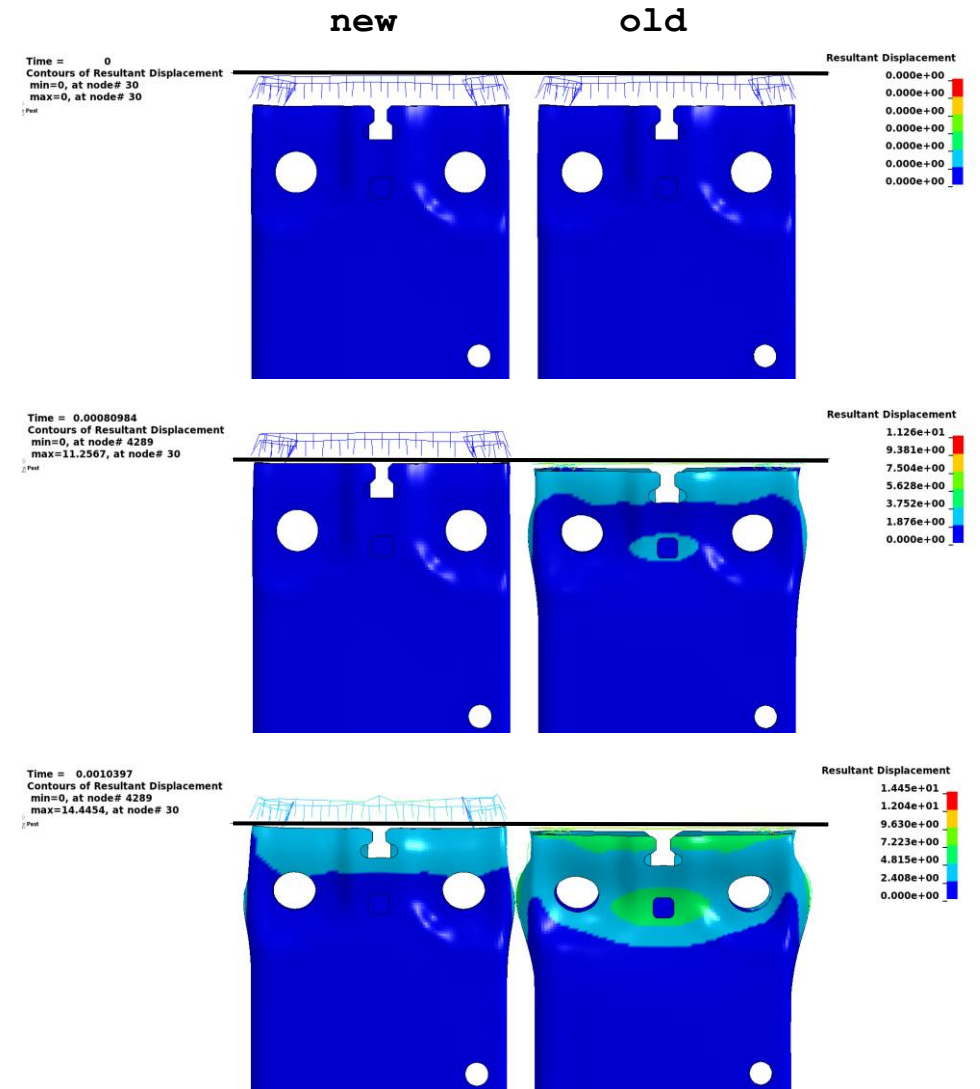 new old
Time = 0
Contours of Resultant Displacement
min=0, at node# 30
max=0, at node# 30
Post
Resultant Displacement
0.000e+00
0.000e+00
0.000e+00
0.000e+00
0.000e+00
0.000e+00
0.000e+00
Time = 0.00080984
Contours of Resultant Displacement
min=0, at node# 4289
max=11.2567, at node# 30
Post
Resultant Displacement
1.126e+01
9.381e+00
7.504e+00
5.628e+00
3.752e+00
1.876e+00
0.000e+00
Time = 0.0010397
Contours of Resultant Displacement
min=0, at node# 4289
max=14.4454, at node# 30
Post
Resultant Displacement
1.445e+01
1.204e+01
9.630e+00
7.223e+00
4.815e+00
2.408e+00
0.000e+00